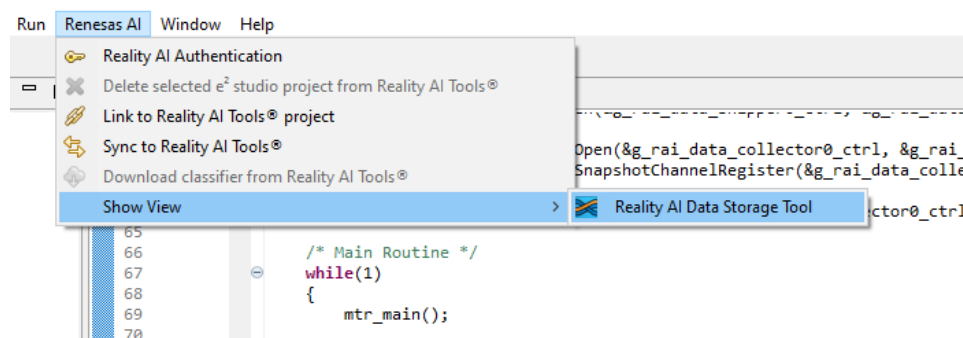 Run Renesas AI Window Help
Reality AI Authentication
Delete selected e² studio project from Reality AI Tools®
Link to Reality AI Tools® project
Sync to Reality AI Tools®
Open(&g_rai_data_collector0_ctrl, &g_rai_
Download classifier from Reality AI Tools®
SnapshotChannelRegister(&g_rai_data_colle
Show View
Reality AI Data Storage Tool
ector0_ctrl
65
66 /* Main Routine */
67 while(1)
68 {
69 mtr_main();
70